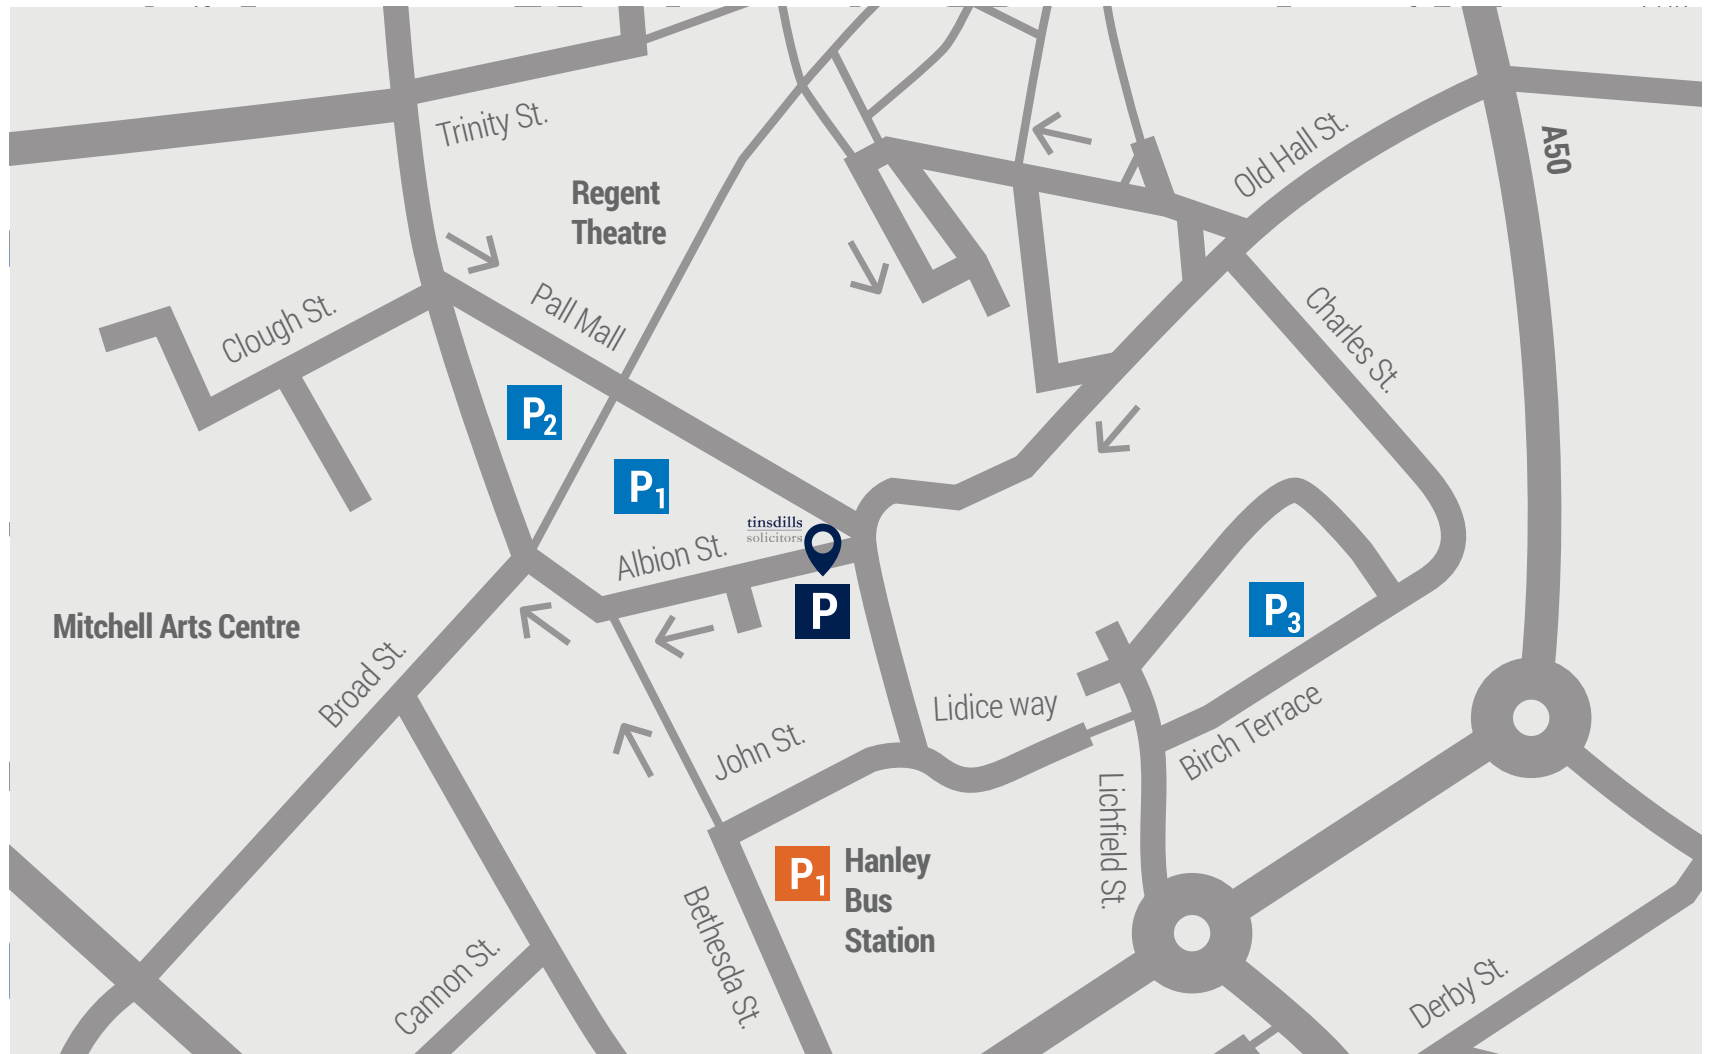 Trinity St.
Old Hall St.
A50
Regent
Theatre
Pall Mall
Clough St.
Charles St.
P2
P1
tinsdills
solicitors
Albion St.
P
P3
Mitchell Arts Centre
Broad St.
Lidice way
John St.
Birch Terrace
Lichfield St.
P1
Hanley
Bus
Station
Bethesda St.
Cannon St.
Derby St.